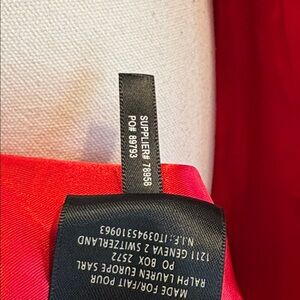 SUPPLIER# 78958
PO# 89793
MADE FOR/FAIT POUR
RALPH LAUREN EUROPE SARL
PO BOX 2572
1211 GENEVA 2 SWITZERLAND
N.I.F.: IT03945310963